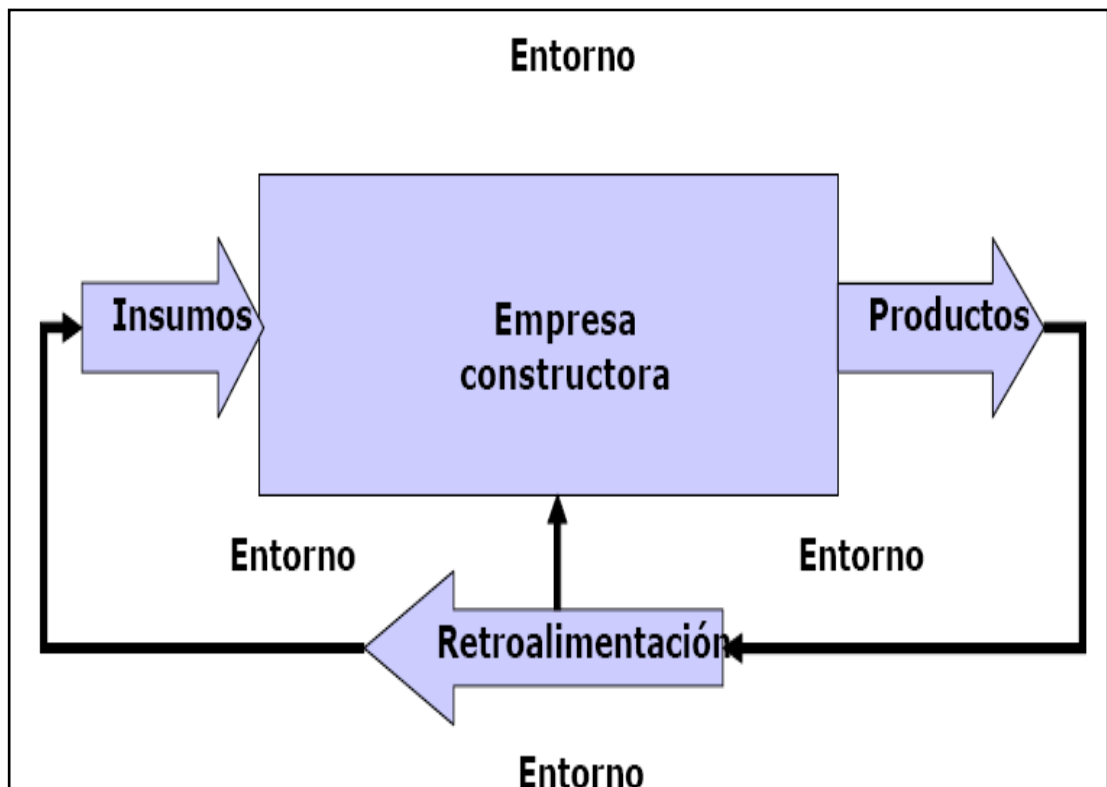 Entorno
Insumos
Empresa
constructora
Productos
Entorno
Entorno
Retroalimentación
Entorno